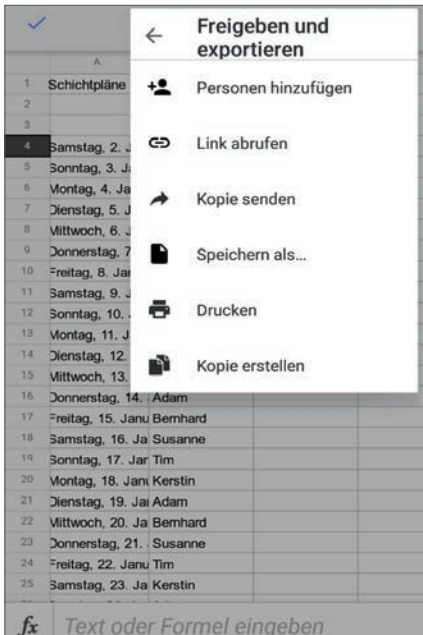 Freigeben und
exportieren
Personen hinzufügen
Link abrufen
Kopie senden
Speichern als...
Drucken
Kopie erstellen
A
1 Schichtpläne
2
3
4 Samstag, 2. J
5 Sonntag, 3. Ja
6 Montag, 4. Ja
7 Dienstag, 5. J
8 Mittwoch, 6. J
9 Donnerstag, 7
10 Freitag, 8. Jar
11 Samstag, 9. J
12 Sonntag, 10.
13 Montag, 11. J
14 Dienstag, 12.
15 Mittwoch, 13.
16 Donnerstag, 14. Adam
17 Freitag, 15. Janu Bernhard
18 Samstag, 16. Ja Susanne
19 Sonntag, 17. Jar Tim
20 Montag, 18. Janu Kerstin
21 Dienstag, 19. Jar Adam
22 Mittwoch, 20. Ja Bernhard
23 Donnerstag, 21. Susanne
24 Freitag, 22. Janu Tim
25 Samstag, 23. Ja Kerstin
fx Text oder Formel eingeben